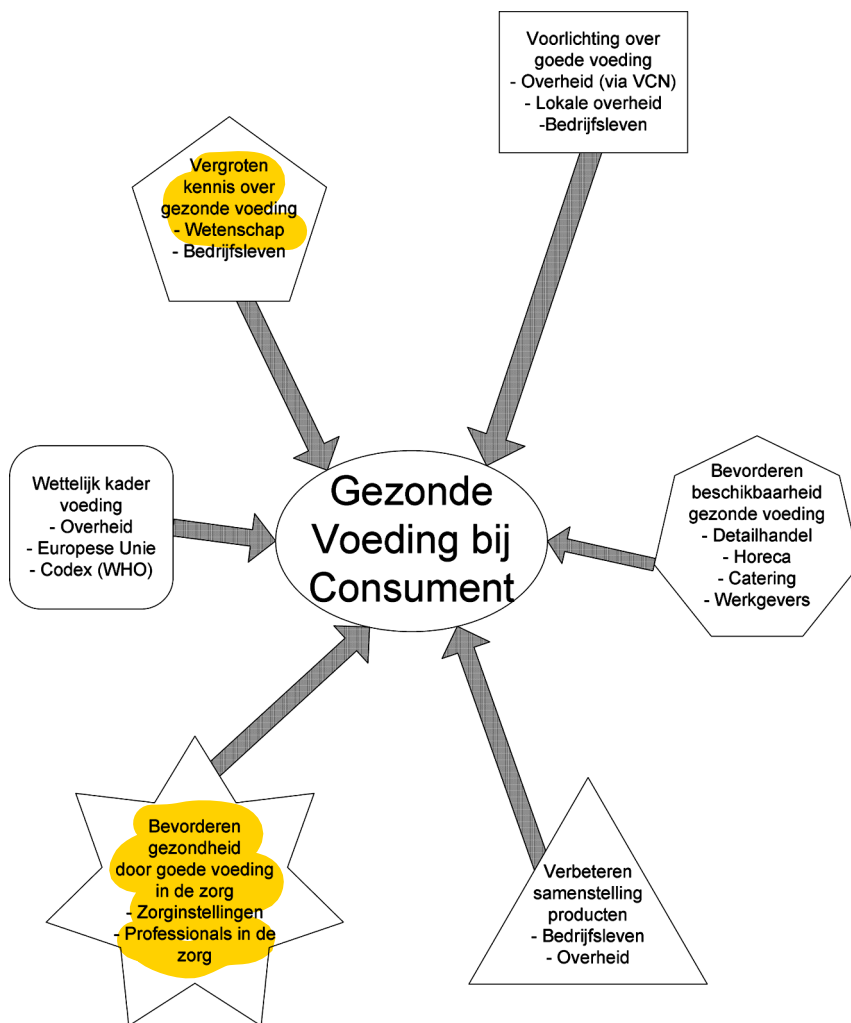 Voorlichting over
goede voeding
- Overheid (via VCN)
- Lokale overheid
-Bedrijfsleven
Vergroten
kennis over
gezonde voeding
- Wetenschap
- Bedrijfsleven
Wettelijk kader
voeding
- Overheid
- Europese Unie
- Codex (WHO)
Gezonde
Voeding bij
Consument
Bevorderen
beschikbaarheid
gezonde voeding
- Detailhandel
- Horeca
- Catering
- Werkgevers
Bevorderen
gezondheid
door goede voeding
in de zorg
- Zorginstellingen
- Professionals in de
zorg
Verbeteren
samenstelling
producten
- Bedrijfsleven
- Overheid